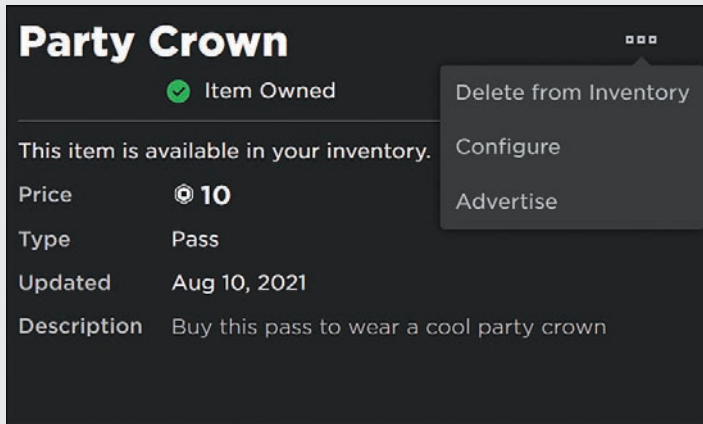 Party Crown
Item Owned
Delete from Inventory
Configure
Advertise
This item is available in your inventory.
Price 10
Type Pass
Updated Aug 10, 2021
Description Buy this pass to wear a cool party crown